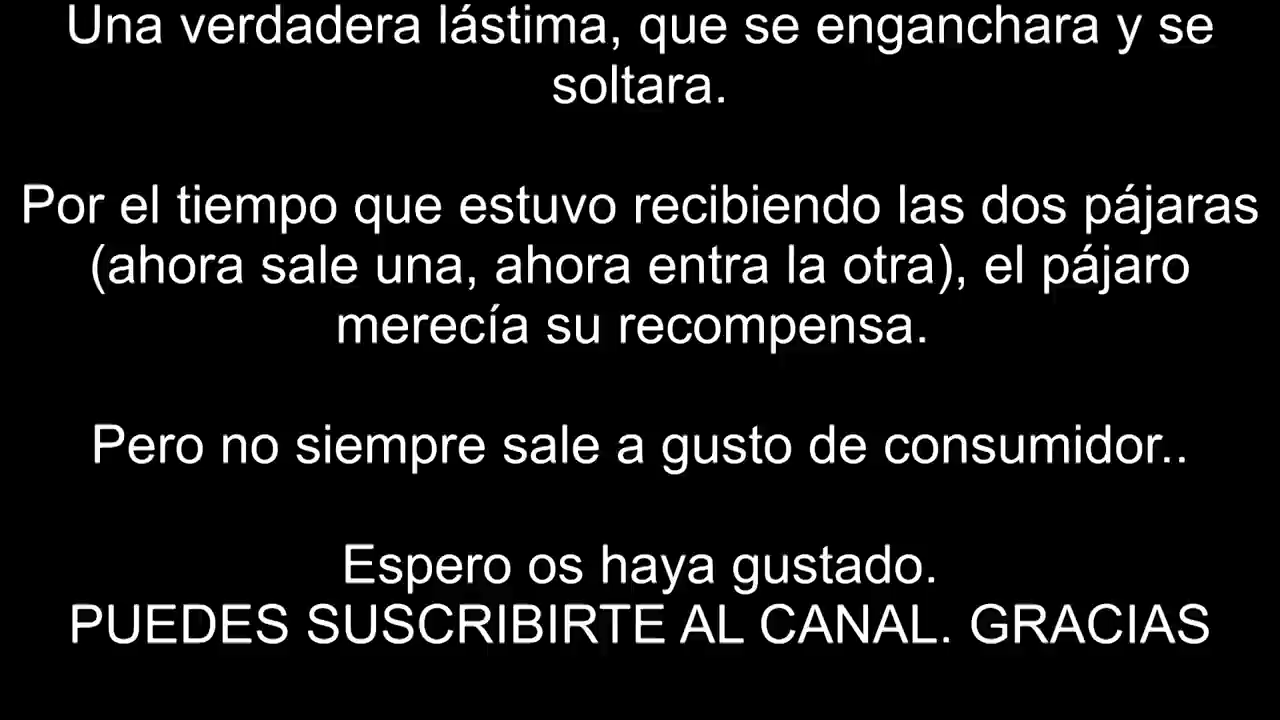 Una verdadera lástima, que se enganchara y se
soltara.
Por el tiempo que estuvo recibiendo las dos pájaras
(ahora sale una, ahora entra la otra), el pájaro
merecía su recompensa.
Pero no siempre sale a gusto de consumidor..
Espero os haya gustado.
PUEDES SUSCRIBIRTE AL CANAL. GRACIAS